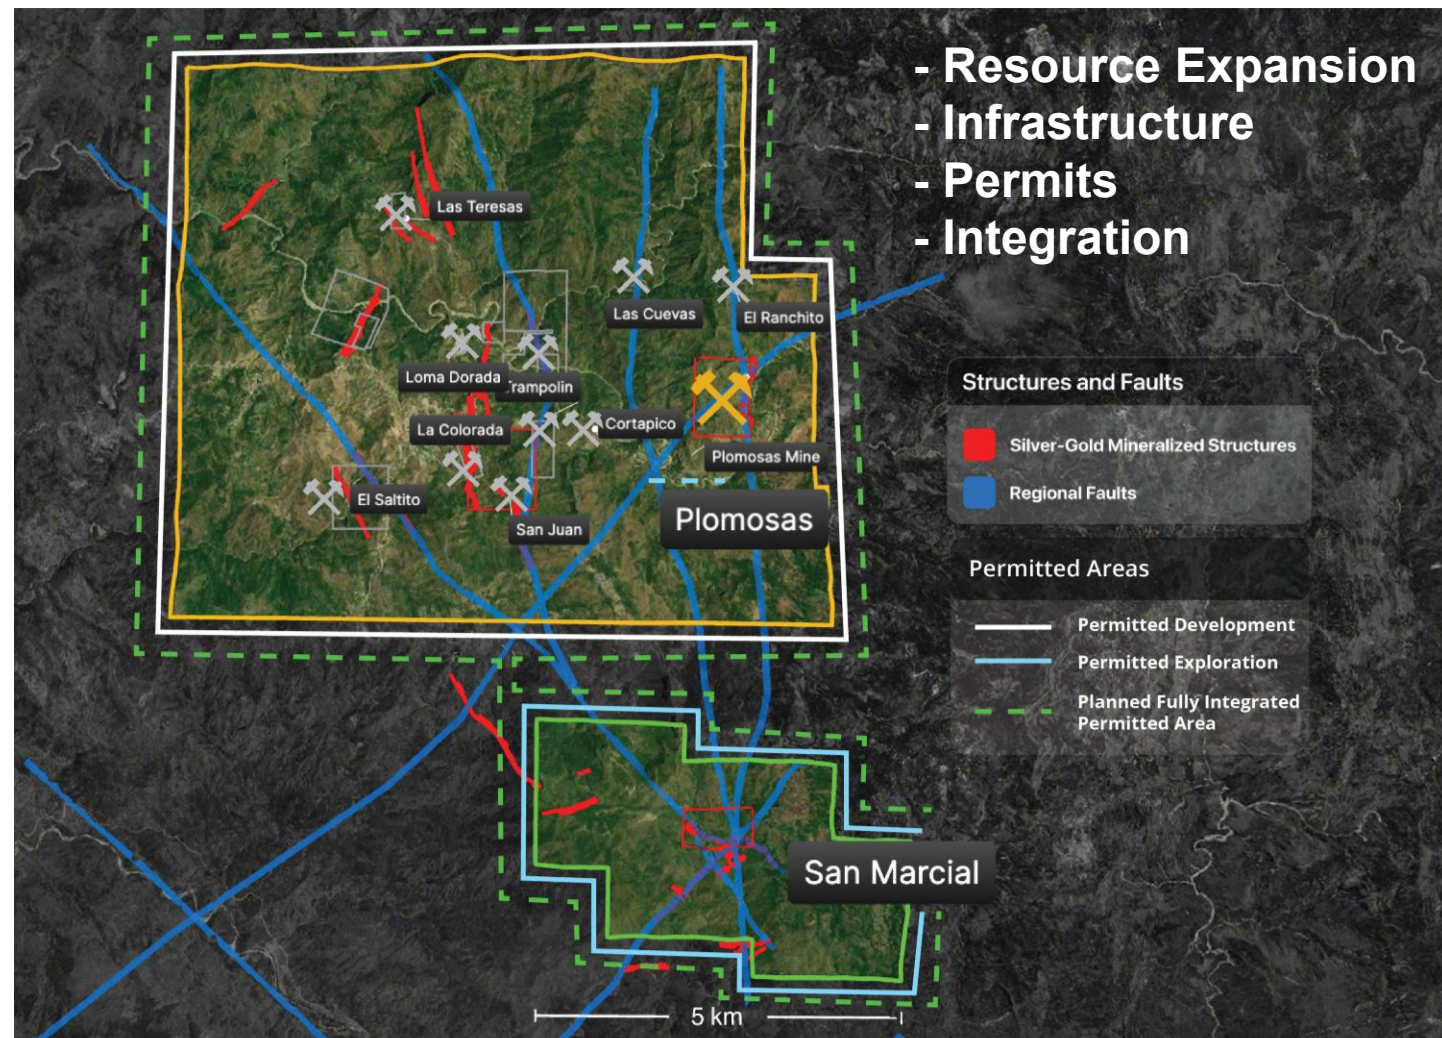 - Resource Expansion
- Infrastructure
- Permits
- Integration
Las Teresas
Las Cuevas
El Ranchito
Loma Dorada
Trampolin
La Colorada
Cortapico
Plomosas Mine
El Saltito
San Juan
Plomosas
Structures and Faults
Silver-Gold Mineralized Structures
Regional Faults
Permitted Areas
Permitted Development
Permitted Exploration
Planned Fully Integrated
Permitted Area
San Marcial
5 km